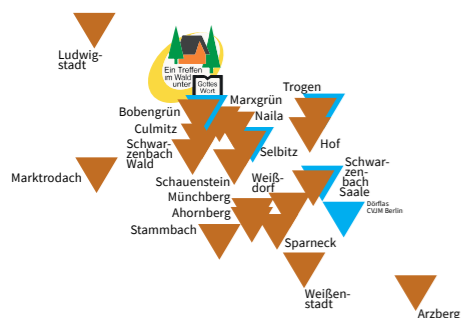 Ludwig-
stadt
Ein Treffen
im Wald
unter
Gottes
Wort
Bobengrün
Marxgrün
Trogen
Naila
Culmitz
Schwar-
zenbach
Wald
Hof
Selbitz
Marktrodach
Schauenstein
Weiß-
dorf
Schwar-
zen-
bach
Saale
Münchberg
Ahornberg
Dörflas
CVJM Berlin
Stammbach
Sparneck
Weißen-
stadt
Arzberg